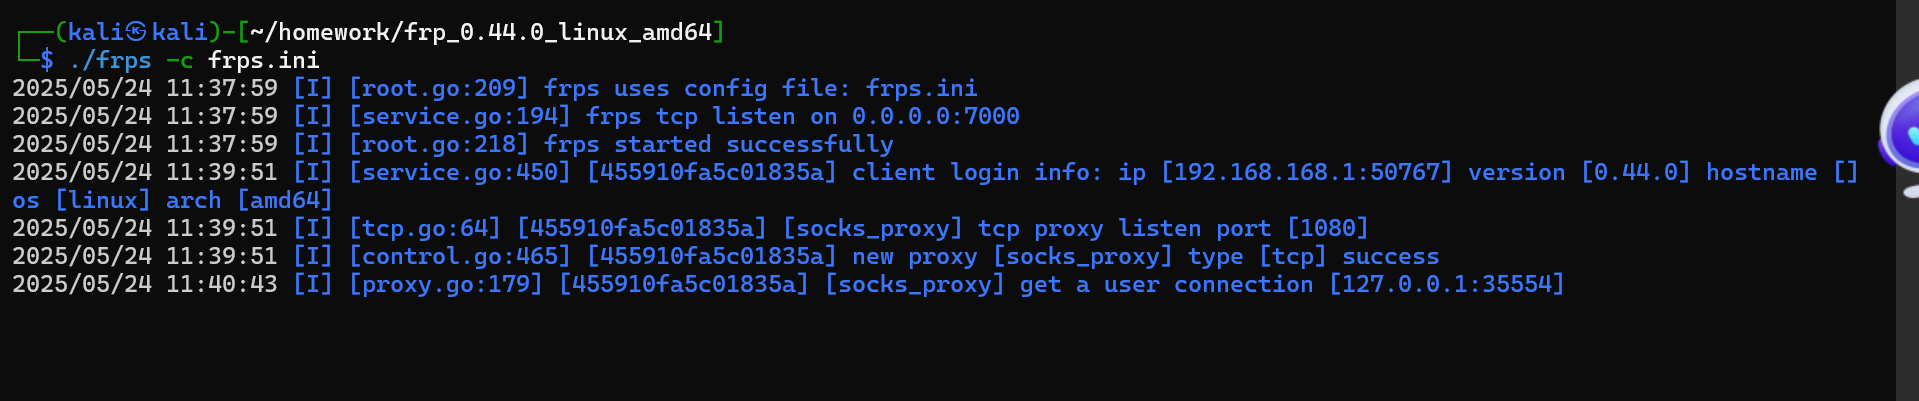 ┌──(kali㉿kali)-[~/homework/frp_0.44.0_linux_amd64]
└─$ ./frps -c frps.ini
2025/05/24 11:37:59 [I] [root.go:209] frps uses config file: frps.ini
2025/05/24 11:37:59 [I] [service.go:194] frps tcp listen on 0.0.0.0:7000
2025/05/24 11:37:59 [I] [root.go:218] frps started successfully
2025/05/24 11:39:51 [I] [service.go:450] [455910fa5c01835a] client login info: ip [192.168.168.1:50767] version [0.44.0] hostname []
os [linux] arch [amd64]
2025/05/24 11:39:51 [I] [tcp.go:64] [455910fa5c01835a] [socks_proxy] tcp proxy listen port [1080]
2025/05/24 11:39:51 [I] [control.go:465] [455910fa5c01835a] new proxy [socks_proxy] type [tcp] success
2025/05/24 11:40:43 [I] [proxy.go:179] [455910fa5c01835a] [socks_proxy] get a user connection [127.0.0.1:35554]